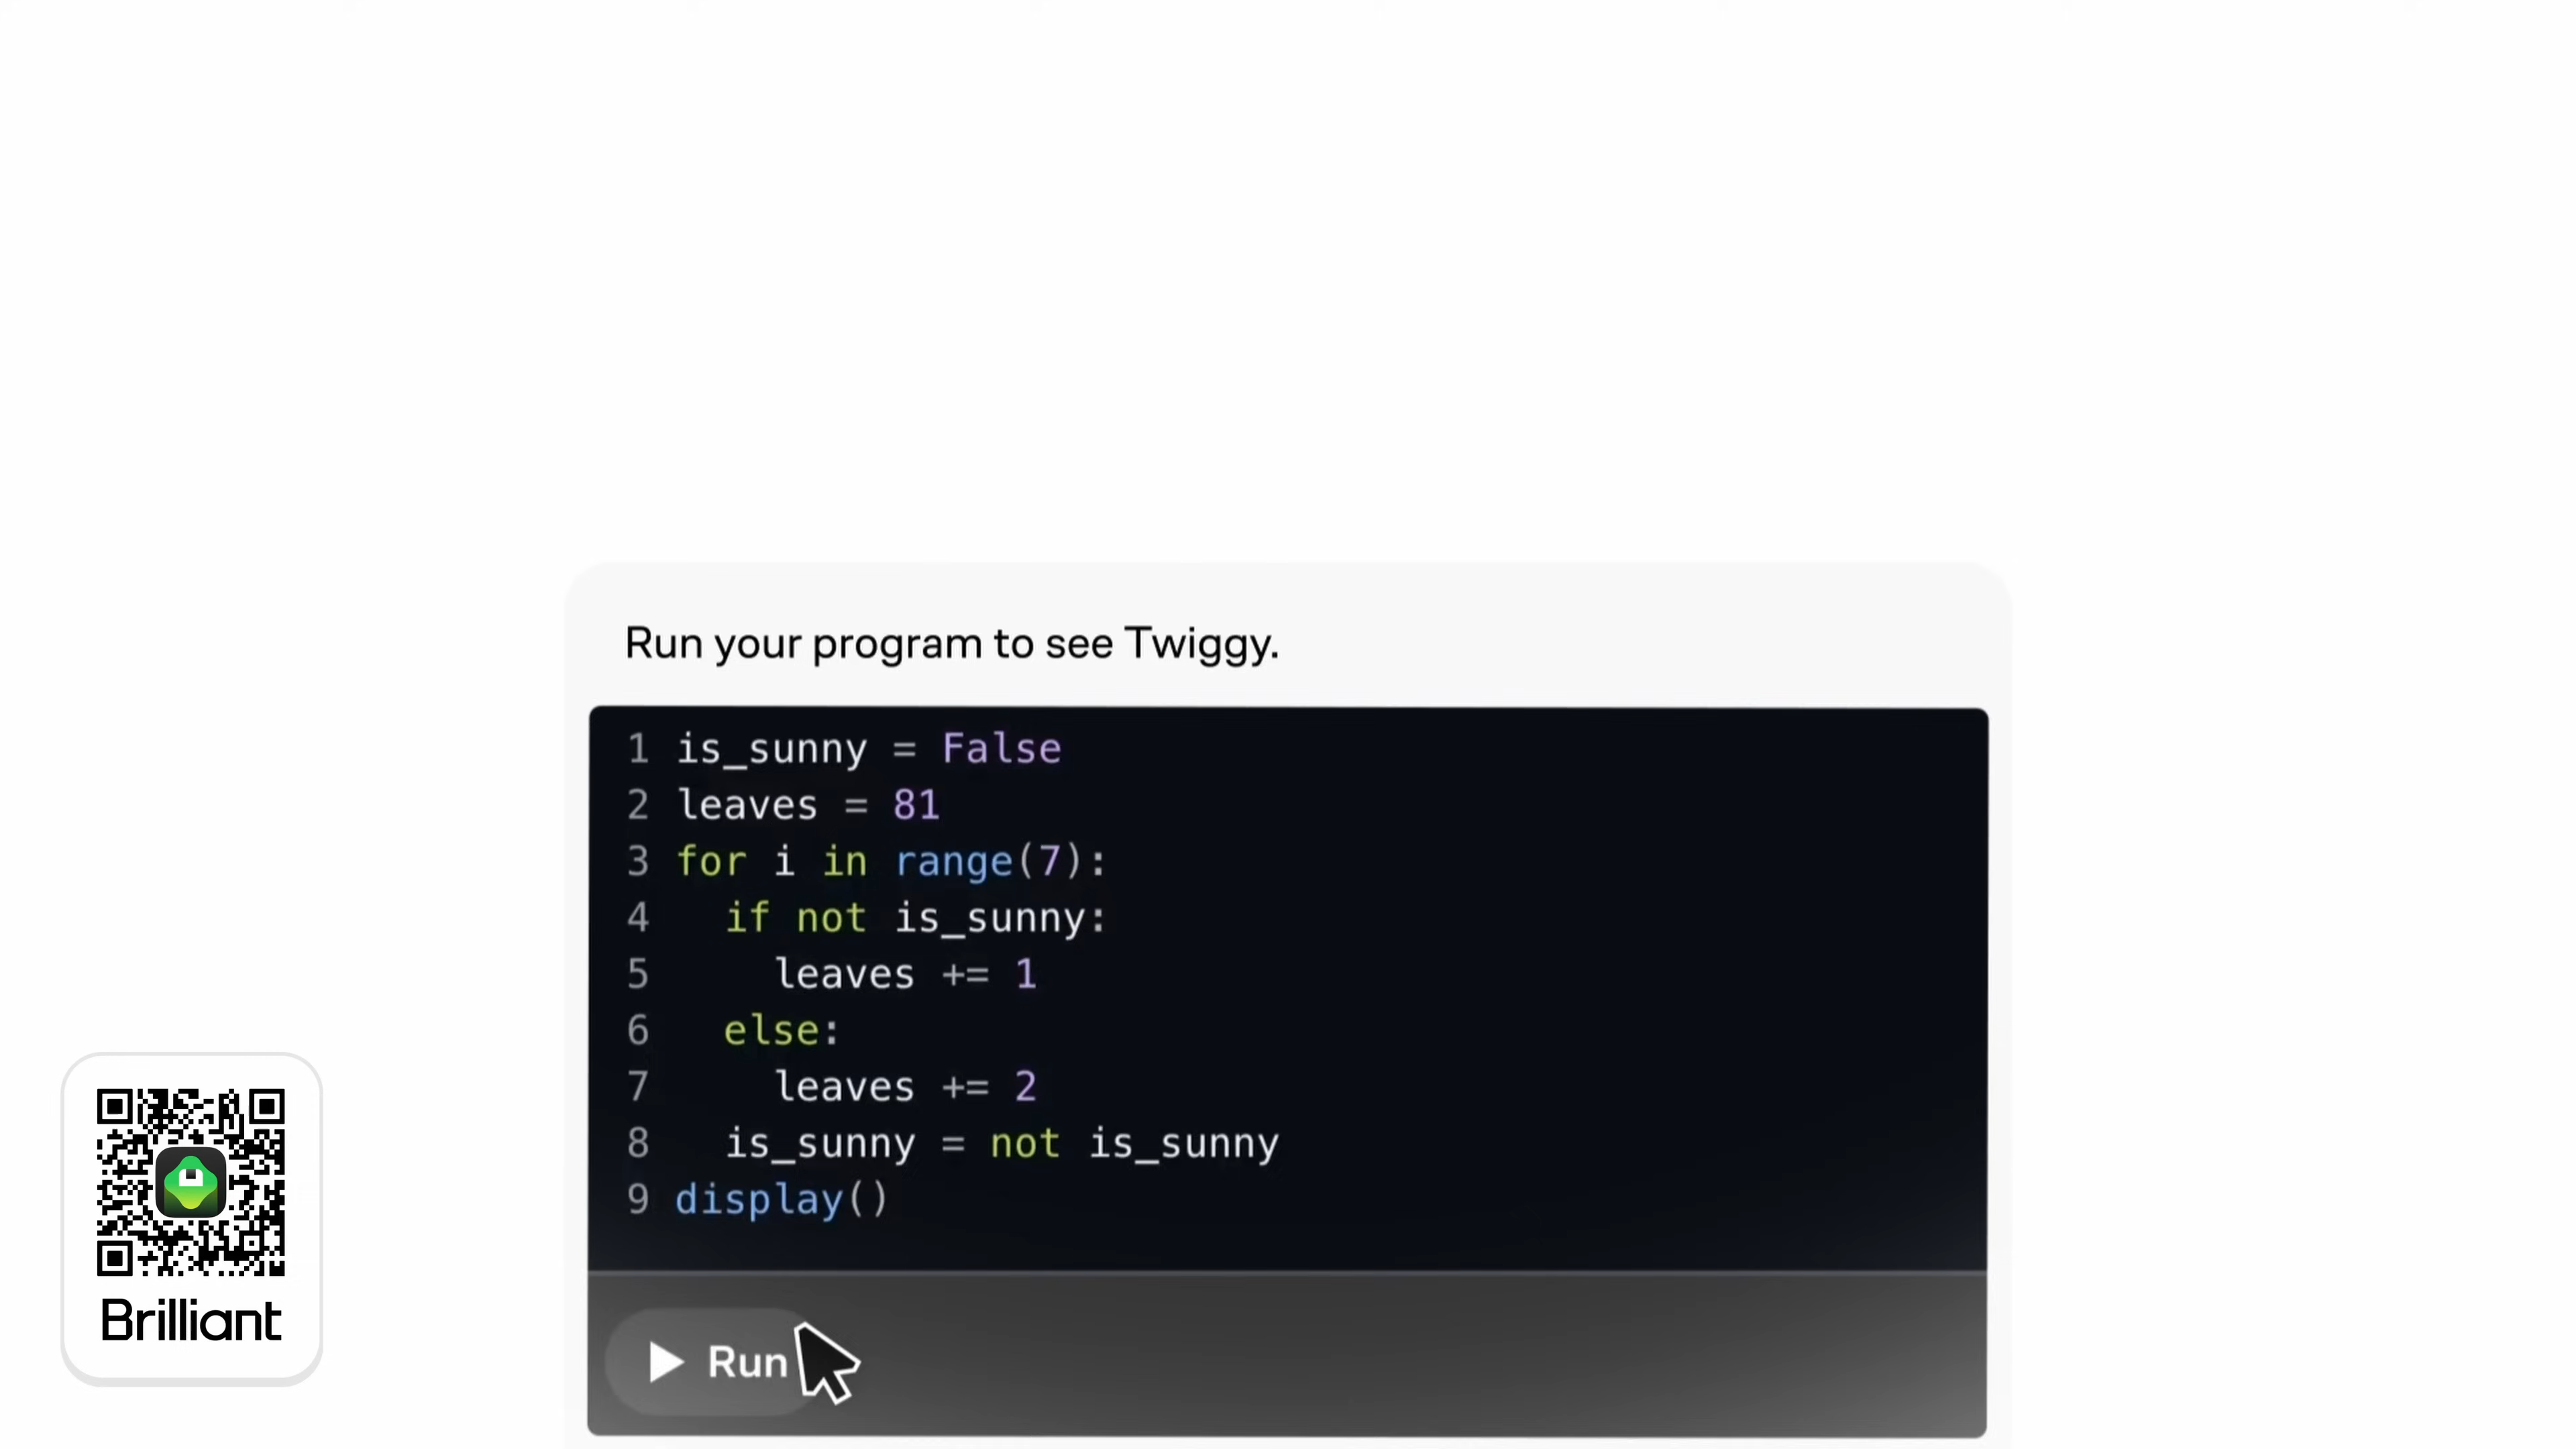 Run your program to see Twiggy.
1 is_sunny = False
2 leaves = 81
3 for i in range(7):
4   if not is_sunny:
5     leaves += 1
6   else:
7     leaves += 2
8   is_sunny = not is_sunny
9 display()
Run
Brilliant